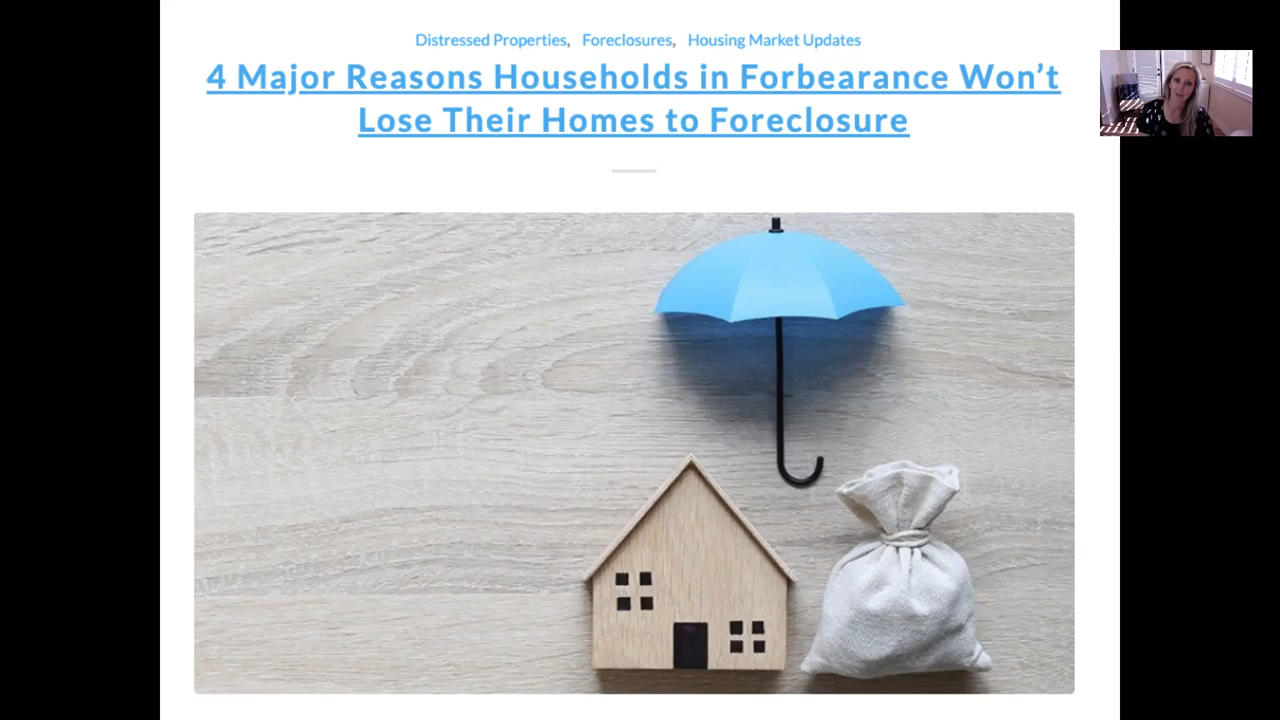 Distressed Properties, Foreclosures, Housing Market Updates
4 Major Reasons Households in Forbearance Won’t
Lose Their Homes to Foreclosure